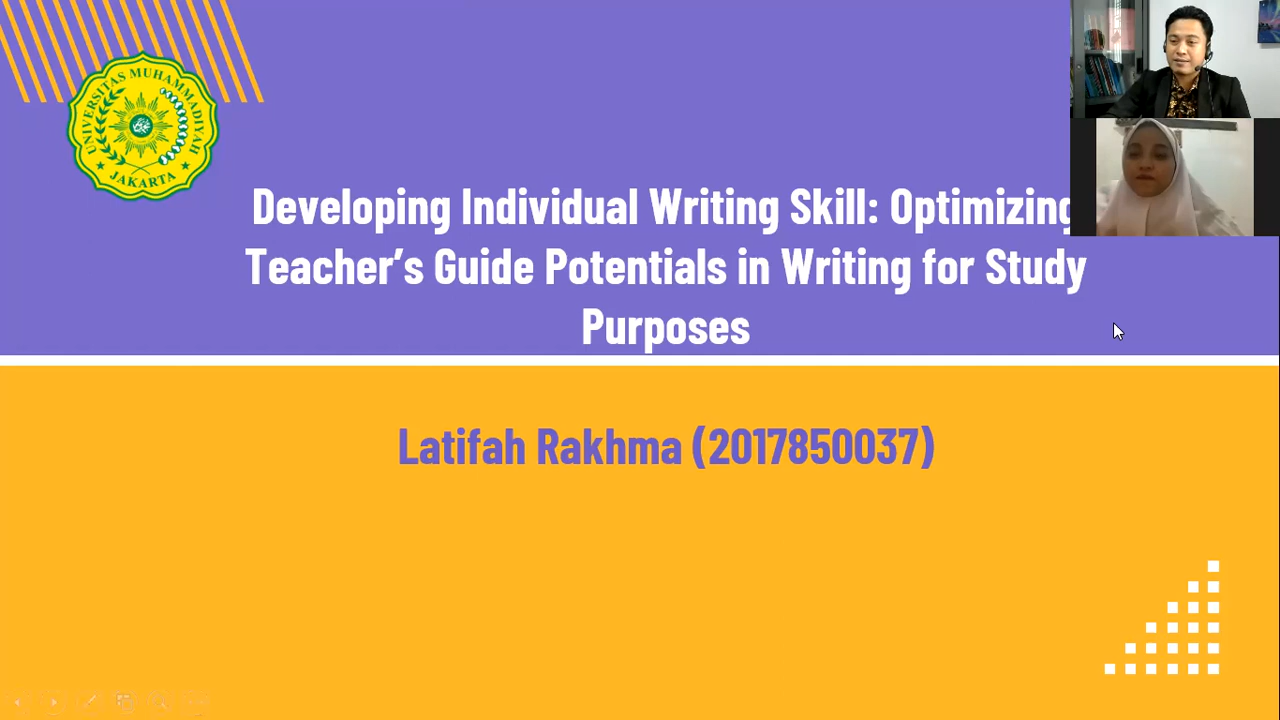 UNIVERSITAS MUHAMMADIYAH
JAKARTA
Developing Individual Writing Skill: Optimizing
Teacher’s Guide Potentials in Writing for Study
Purposes
Latifah Rakhma (2017850037)